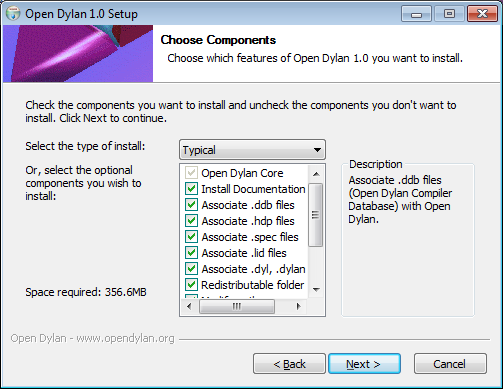 Open Dylan 1.0 Setup
Choose Components
Choose which features of Open Dylan 1.0 you want to install.
Check the components you want to install and uncheck the components you don't want to
install. Click Next to continue.
Select the type of install:
Typical
Or, select the optional
components you wish to
install:
Open Dylan Core
Install Documentation
Associate .ddb files
Associate .hdp files
Associate .spec files
Associate .lid files
Associate .dyl, .dylan
Redistributable folder
Description
Associate .ddb files
(Open Dylan Compiler
Database) with Open
Dylan.
Space required: 356.6MB
Open Dylan - www.opendylan.org
< Back
Next >
Cancel